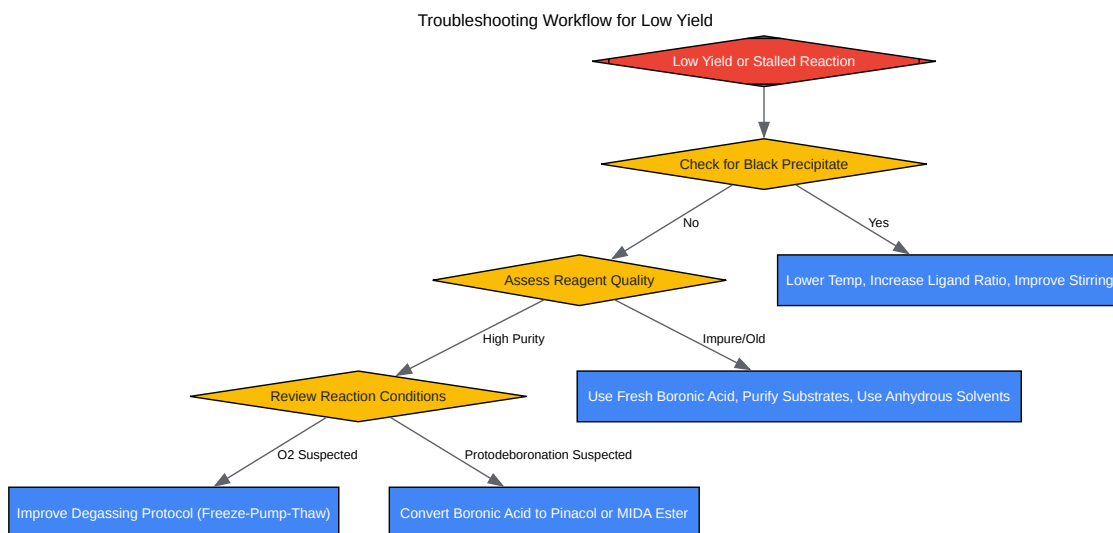 Troubleshooting Workflow for Low Yield
Low Yield or Stalled Reaction
Check for Black Precipitate
No
Yes
Assess Reagent Quality
Lower Temp, Increase Ligand Ratio, Improve Stirring
High Purity
Impure/Old
Review Reaction Conditions
Use Fresh Boronic Acid, Purify Substrates, Use Anhydrous Solvents
O2 Suspected
Protodeboronation Suspected
Improve Degassing Protocol (Freeze-Pump-Thaw)
Convert Boronic Acid to Pinacol or MIDA Ester